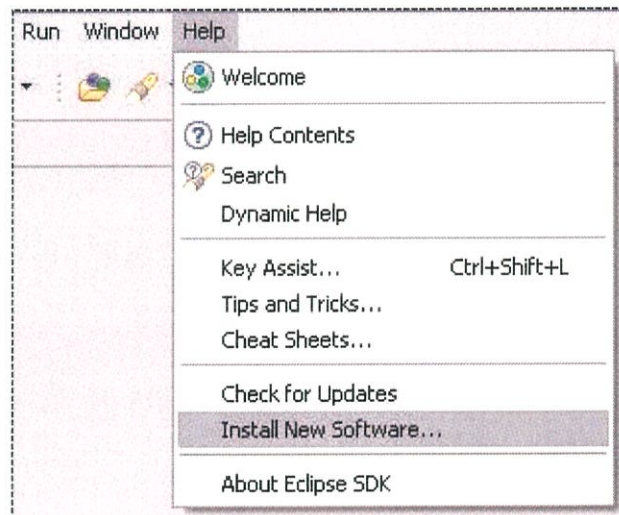 Run Window Help
Welcome
Help Contents
Search
Dynamic Help
Key Assist... Ctrl+Shift+L
Tips and Tricks...
Cheat Sheets...
Check for Updates
Install New Software...
About Eclipse SDK